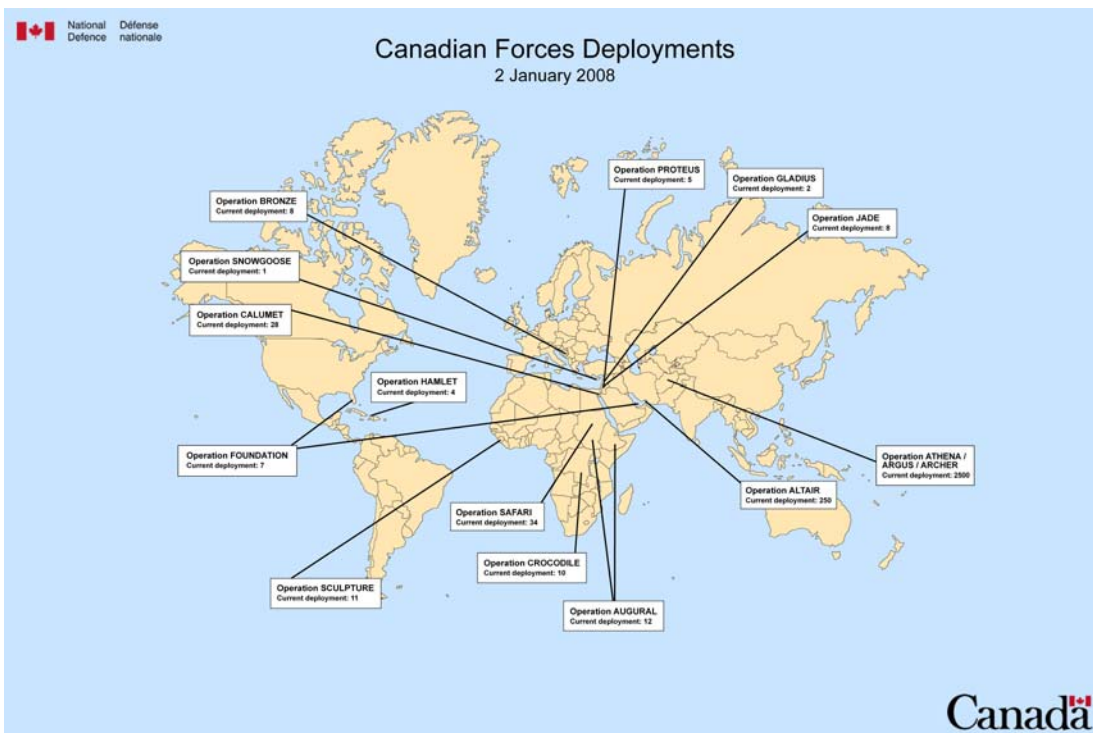 National Défense
Defence nationale
Canadian Forces Deployments
2 January 2008
Operation PROTEUS
Current deployment: 5
Operation GLADIUS
Current deployment: 2
Operation BRONZE
Current deployment: 8
Operation JADE
Current deployment: 8
Operation SNOWGOOSE
Current deployment: 1
Operation CALUMET
Current deployment: 28
Operation HAMLET
Current deployment: 4
Operation FOUNDATION
Current deployment: 7
Operation ATHENA /
ARGUS / ARCHER
Current deployment: 2500
Operation ALTAIR
Current deployment: 250
Operation SAFARI
Current deployment: 34
Operation CROCODILE
Current deployment: 10
Operation SCULPTURE
Current deployment: 11
Operation AUGURAL
Current deployment: 12
Canada